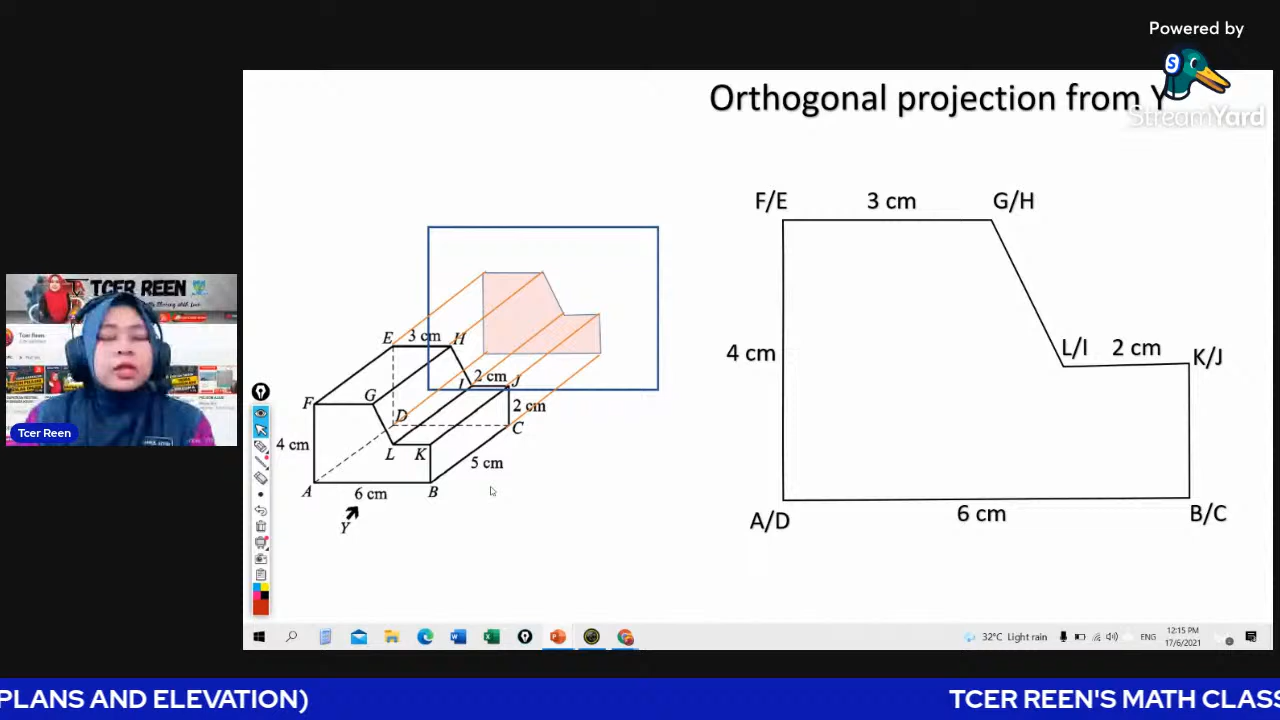 Powered by
StreamYard
Orthogonal projection from Y
F/E
3 cm
G/H
4 cm
L/I
2 cm
K/J
A/D
6 cm
B/C
E
3 cm
H
F
G
I
2 cm
J
D
2 cm
C
4 cm
L
K
5 cm
A
6 cm
B
Y
TCER REEN
Tcer Reen
Tcer Reen
32°C Light rain
ENG
12:15 PM
17/6/2021
PLANS AND ELEVATION)
TCER REEN'S MATH CLASS